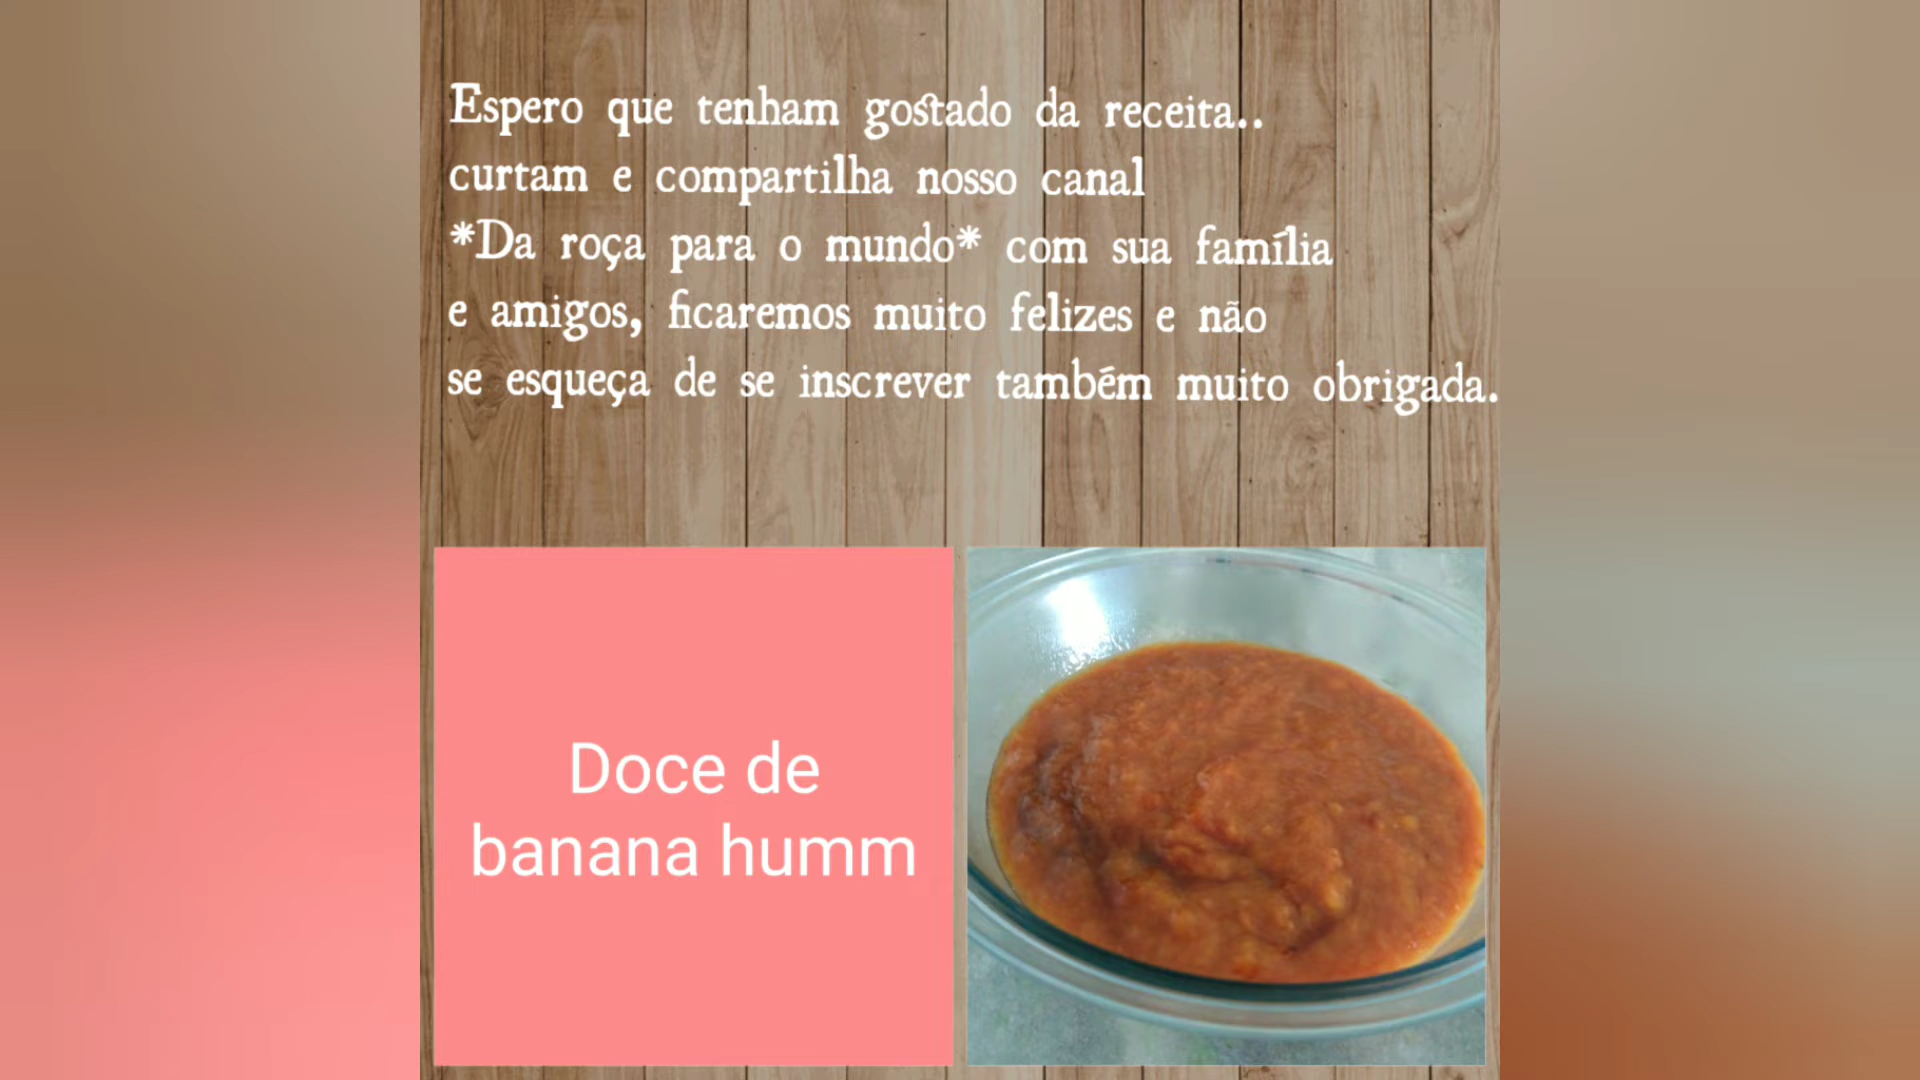 Espero que tenham gostado da receita..
curtam e compartilha nosso canal
*Da roça para o mundo* com sua família
e amigos, ficaremos muito felizes e não
se esqueça de se inscrever também muito obrigada.
Doce de
banana humm